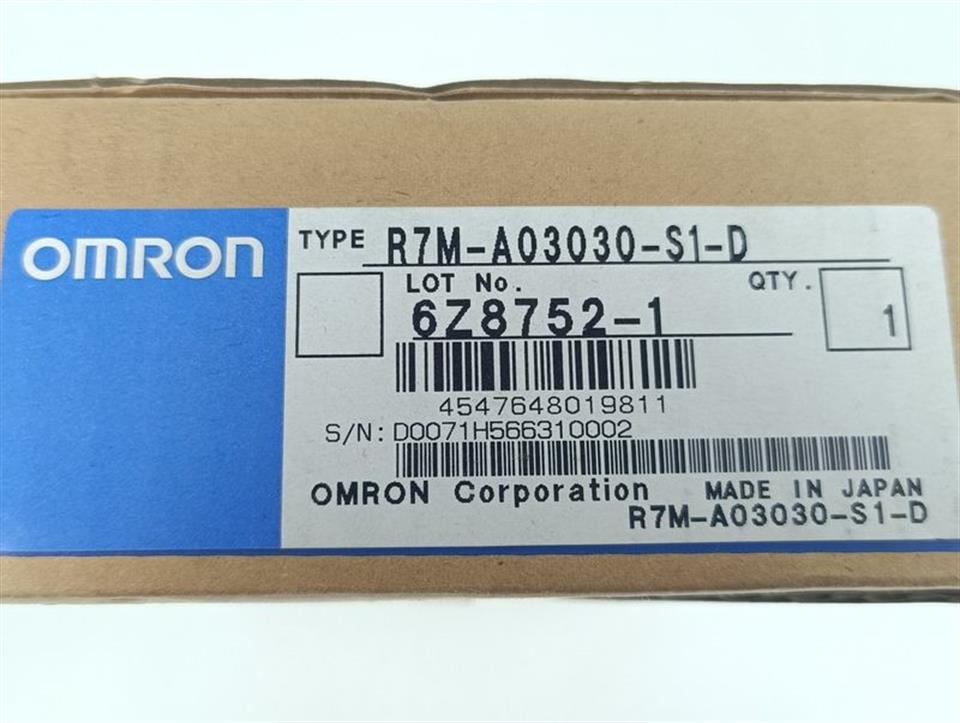 OMRON
TYPE R7M-A03030-S1-D
LOT No. QTY.
6Z8752-1 1
4547648019811
S/N: D0071H566310002
OMRON Corporation MADE IN JAPAN
R7M-A03030-S1-D